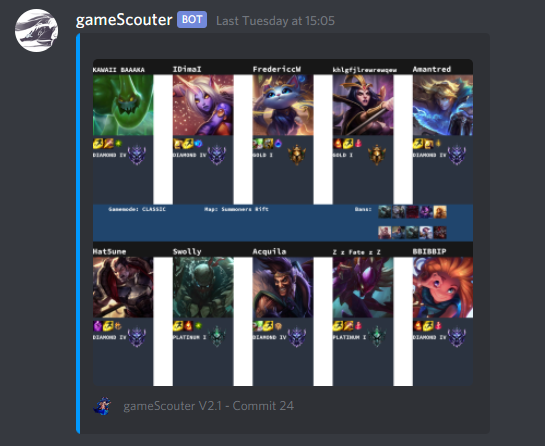 gameScouter BOT Last Tuesday at 15:05
KAWAII BAAAKA IDimaI FredericcW khlgfjlrewrewqew Amantred
DIAMOND IV DIAMOND IV GOLD I GOLD I DIAMOND IV
Gamemode: CLASSIC Map: Summoners Rift Bans:
HatSune Swolly Acquila Z z Fate z Z BBIBBIP
DIAMOND IV PLATINUM I DIAMOND IV PLATINUM I DIAMOND IV
gameScouter V2.1 - Commit 24